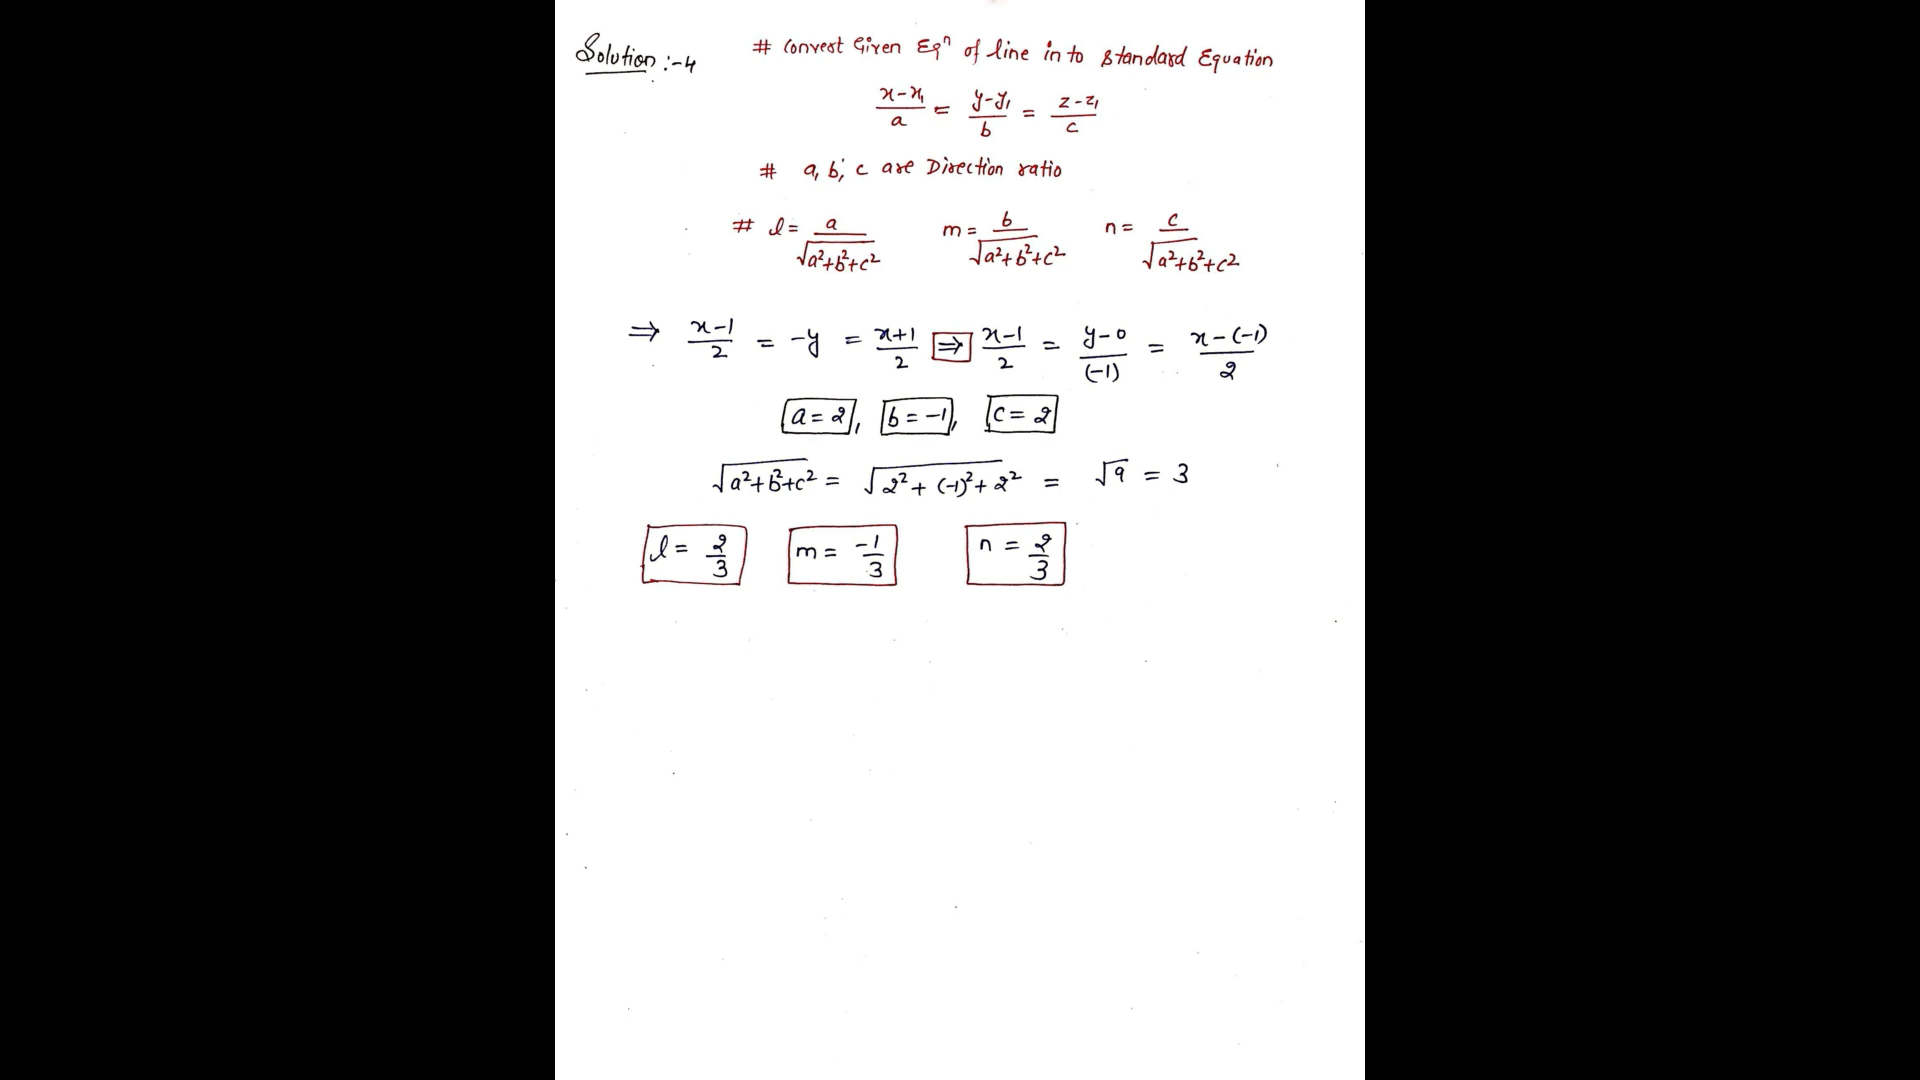 Solution :- 4
# Convert Given Eqⁿ of line in to standard Equation
(x-x₁)/a = (y-y₁)/b = (z-z₁)/c
# a, b, c are Direction ratio
# l = a/√(a²+b²+c²) m = b/√(a²+b²+c²) n = c/√(a²+b²+c²)
⇒ (x-1)/2 = -y = (x+1)/2 ⇒ (x-1)/2 = (y-0)/(-1) = (x-(-1))/2
a = 2, b = -1, c = 2
√(a²+b²+c²) = √(2²+(-1)²+2²) = √9 = 3
l = 2/3 m = -1/3 n = 2/3